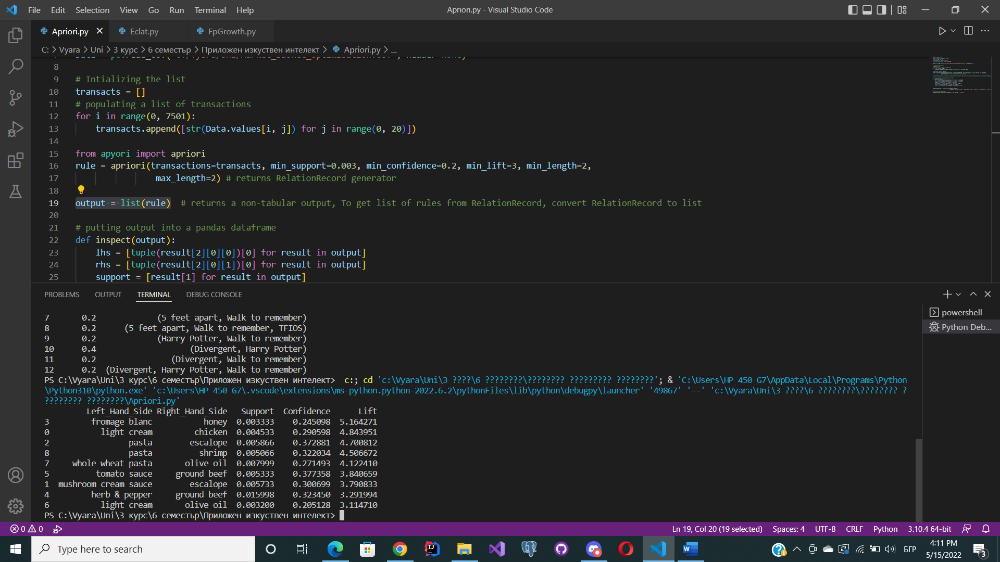 File Edit Selection View Go Run Terminal Help
Apriori.py - Visual Studio Code
Apriori.py Eclat.py FpGrowth.py
C: > Vyara > Uni > 3 курс > 6 семестър > Приложен изкуствен интелект > Apriori.py > ...
8
9 # Intializing the list
10 transacts = []
11 # populating a list of transactions
12 for i in range(0, 7501):
13 transacts.append([str(Data.values[i, j]) for j in range(0, 20)])
14
15 from apyori import apriori
16 rule = apriori(transactions=transacts, min_support=0.003, min_confidence=0.2, min_lift=3, min_length=2,
17 max_length=2) # returns RelationRecord generator
18
19 output = list(rule) # returns a non-tabular output, To get list of rules from RelationRecord, convert RelationRecord to list
20
21 # putting output into a pandas dataframe
22 def inspect(output):
23 lhs = [tuple(result[2][0][0])[0] for result in output]
24 rhs = [tuple(result[2][0][1])[0] for result in output]
25 support = [result[1] for result in output]
PROBLEMS OUTPUT TERMINAL DEBUG CONSOLE
powershell
Python Deb...
7 0.2 (5 feet apart, Walk to remember)
8 0.2 (5 feet apart, Walk to remember, TFIOS)
9 0.2 (Harry Potter, Walk to remember)
10 0.4 (Divergent, Harry Potter)
11 0.2 (Divergent, Walk to remember)
12 0.2 (Divergent, Harry Potter, Walk to remember)
PS C:\Vyara\Uni\3 курс\6 семестър\Приложен изкуствен интелект> c:; cd 'c:\Vyara\Uni\3 ????\6 ????????\???????? ????????? ????????'; & 'C:\Users\HP 450 G7\AppData\Local\Programs\Python
\Python310\python.exe' 'c:\Users\HP 450 G7\.vscode\extensions\ms-python.python-2022.6.2\pythonFiles\lib\python\debugpy\launcher' '49867' '--' 'c:\Vyara\Uni\3 ????\6 ????????\???????? ?
???????? ????????\Apriori.py'
Left_Hand_Side Right_Hand_Side Support Confidence Lift
3 fromage blanc honey 0.003333 0.245098 5.164271
0 light cream chicken 0.004533 0.290598 4.843951
2 pasta escalope 0.005866 0.372881 4.700812
8 pasta shrimp 0.005066 0.322034 4.506672
7 whole wheat pasta olive oil 0.007999 0.271493 4.122410
5 tomato sauce ground beef 0.005333 0.377358 3.840659
1 mushroom cream sauce escalope 0.005733 0.300699 3.790833
4 herb & pepper ground beef 0.015998 0.323450 3.291994
6 light cream olive oil 0.003200 0.205128 3.114710
PS C:\Vyara\Uni\3 курс\6 семестър\Приложен изкуствен интелект>
0 0 Ln 19, Col 20 (19 selected) Spaces: 4 UTF-8 CRLF Python 3.10.4 64-bit
Type here to search
БГР
4:11 PM
5/15/2022
3